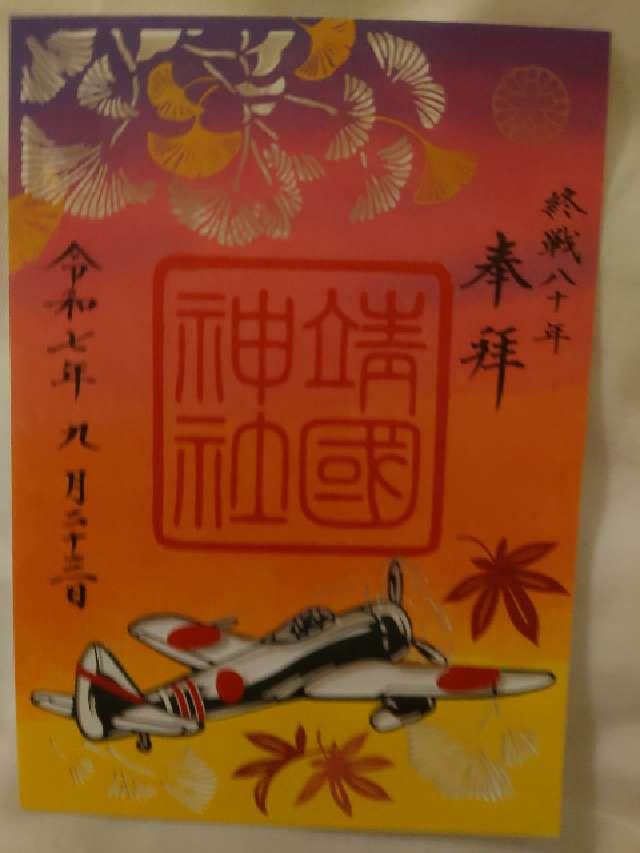 終戦八十年
奉拝
靖國
神社
令和七年九月二十三日